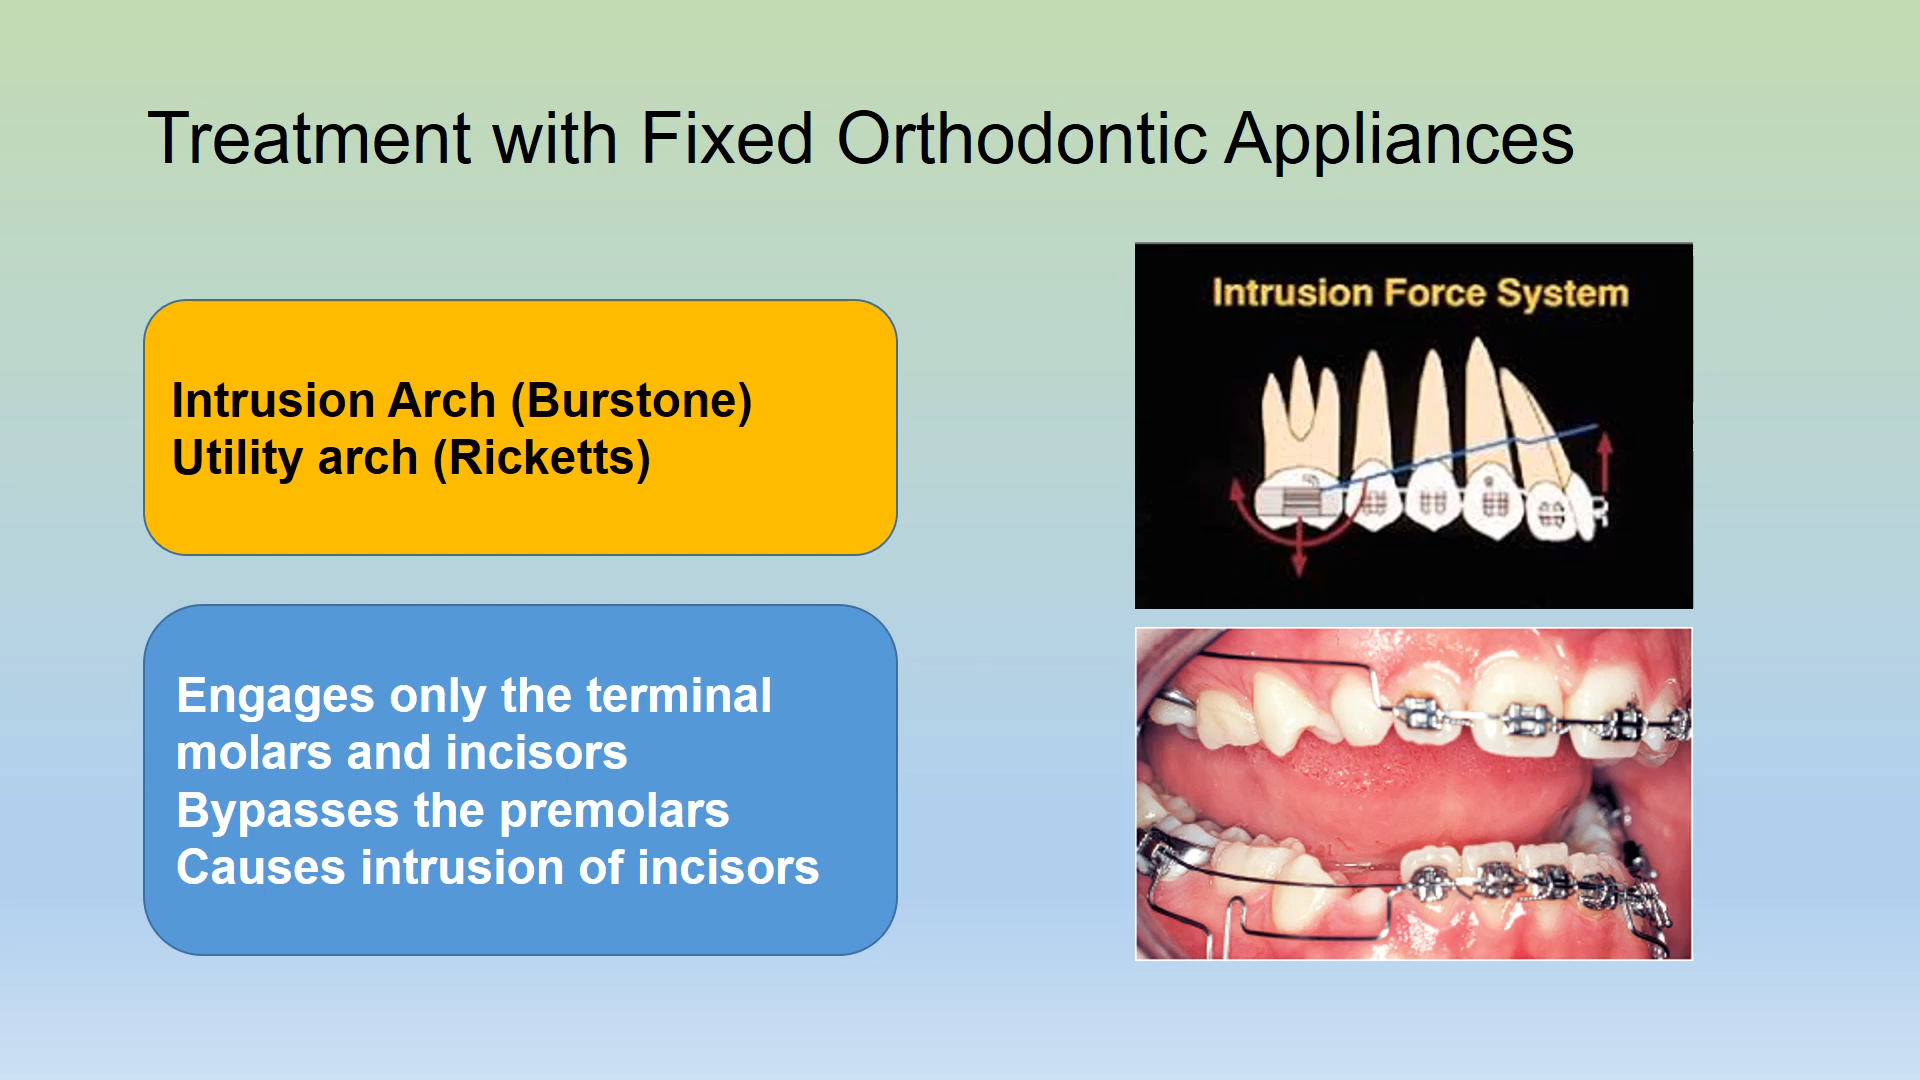 Treatment with Fixed Orthodontic Appliances
Intrusion Arch (Burstone)
Utility arch (Ricketts)
Engages only the terminal
molars and incisors
Bypasses the premolars
Causes intrusion of incisors
Intrusion Force System